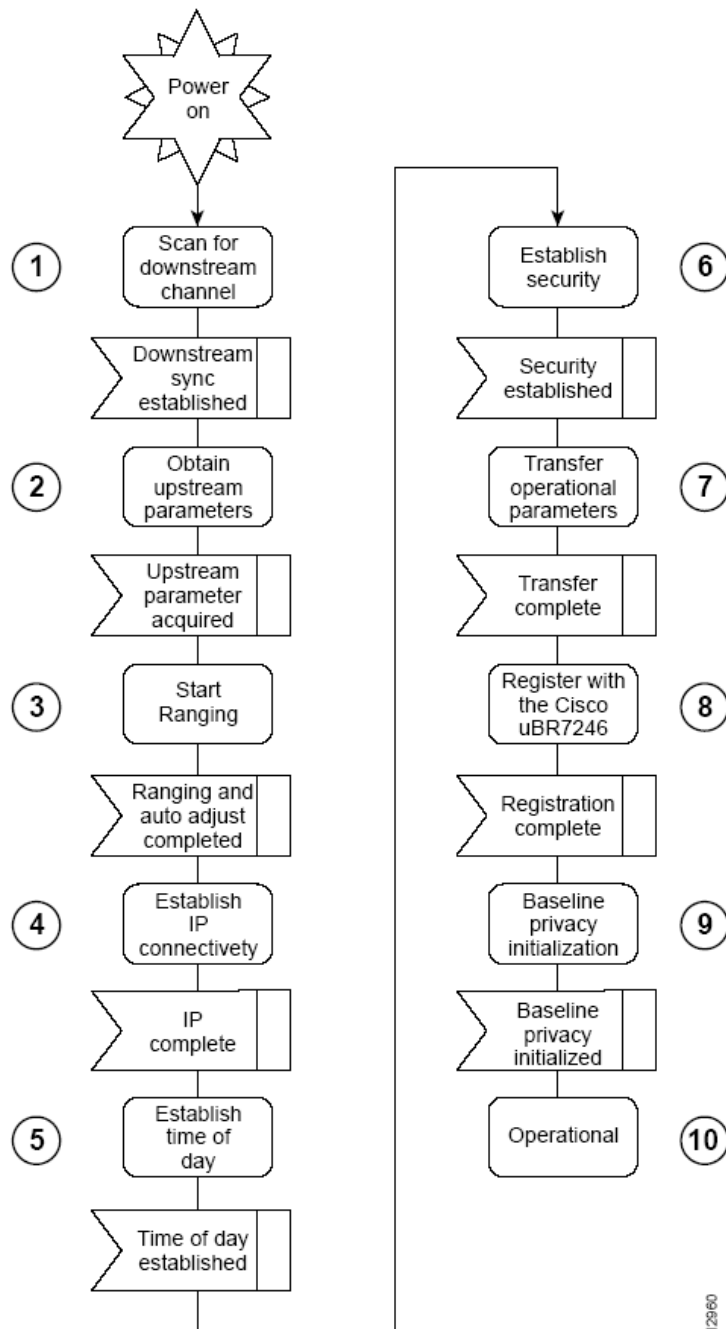 Power
on
1
Scan for
downstream
channel
Downstream
sync
established
2
Obtain
upstream
parameters
Upstream
parameter
acquired
3
Start
Ranging
Ranging and
auto adjust
completed
4
Establish
IP
connectivety
IP
complete
5
Establish
time of
day
Time of day
established
6
Establish
security
Security
established
7
Transfer
operational
parameters
Transfer
complete
8
Register with
the Cisco
uBR7246
Registration
complete
9
Baseline
privacy
initialization
Baseline
privacy
initialized
10
Operational
12960